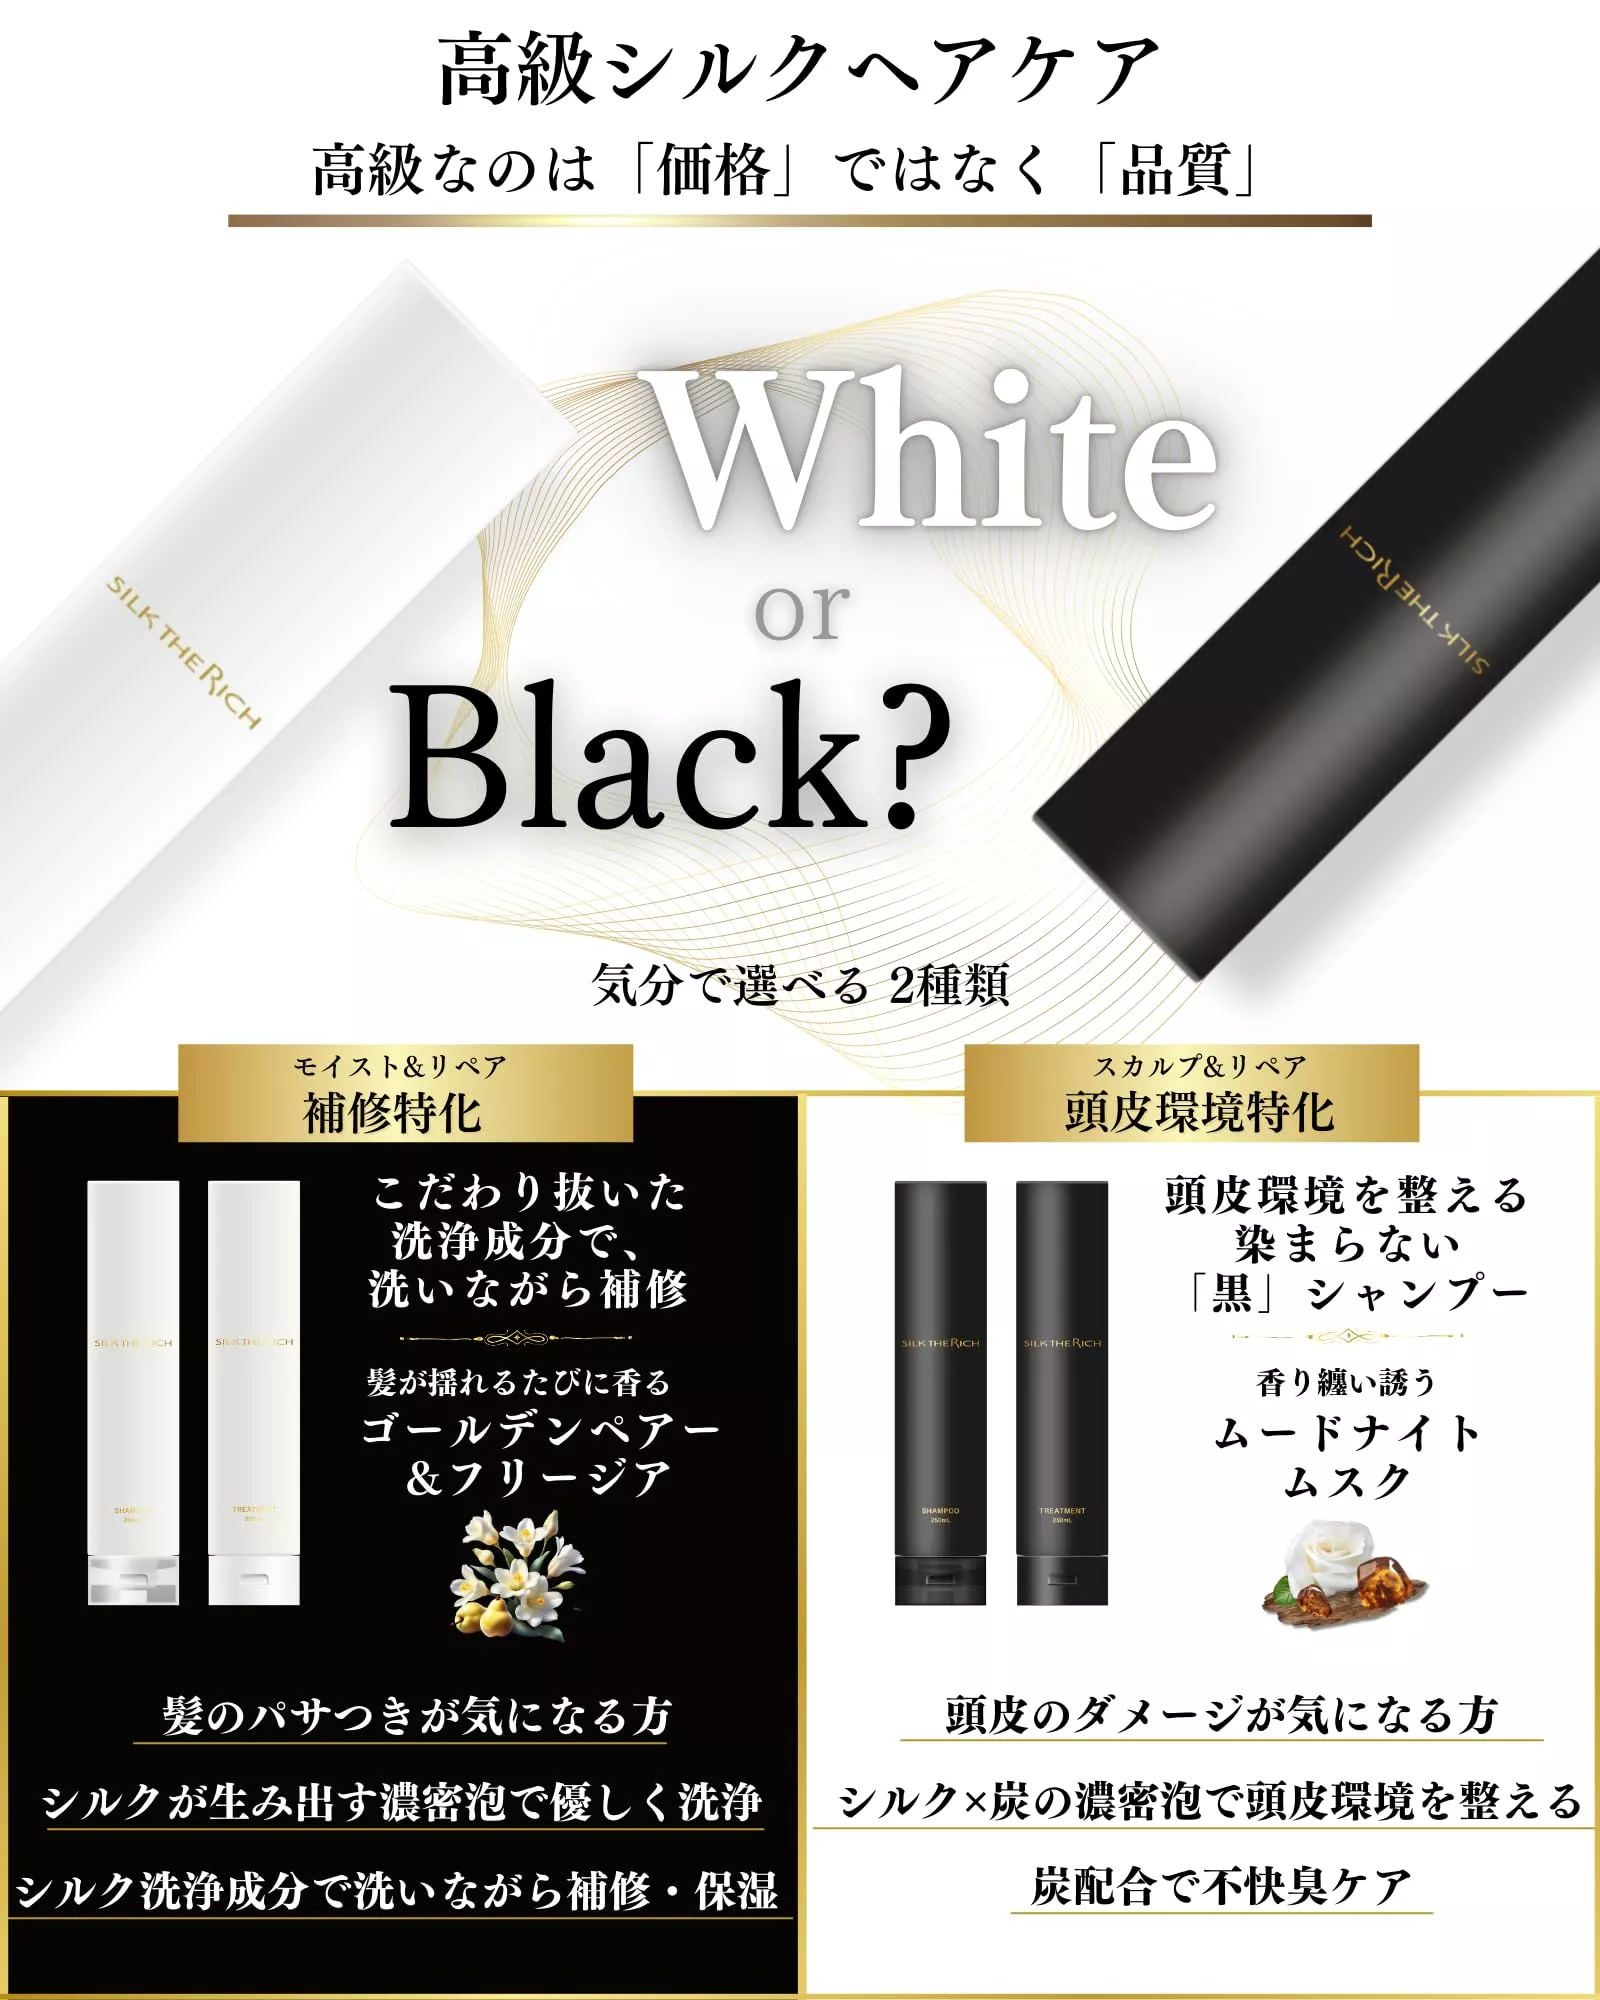 高級シルクヘアケア
高級なのは「価格」ではなく「品質」
SILK THE RICH
White
or
Black?
SILK THE RICH
気分で選べる 2種類
モイスト&リペア
補修特化
こだわり抜いた
洗浄成分で、
洗いながら補修
髪が揺れるたびに香る
ゴールデンペアー
&フリージア
SILK THE RICH
SHAMPOO
250mL
SILK THE RICH
TREATMENT
250mL
髪のパサつきが気になる方
シルクが生み出す濃密泡で優しく洗浄
シルク洗浄成分で洗いながら補修・保湿
スカルプ&リペア
頭皮環境特化
頭皮環境を整える
染まらない
「黒」シャンプー
香り纏い誘う
ムードナイト
ムスク
SILK THE RICH
SHAMPOO
250mL
SILK THE RICH
TREATMENT
250mL
頭皮のダメージが気になる方
シルク×炭の濃密泡で頭皮環境を整える
炭配合で不快臭ケア